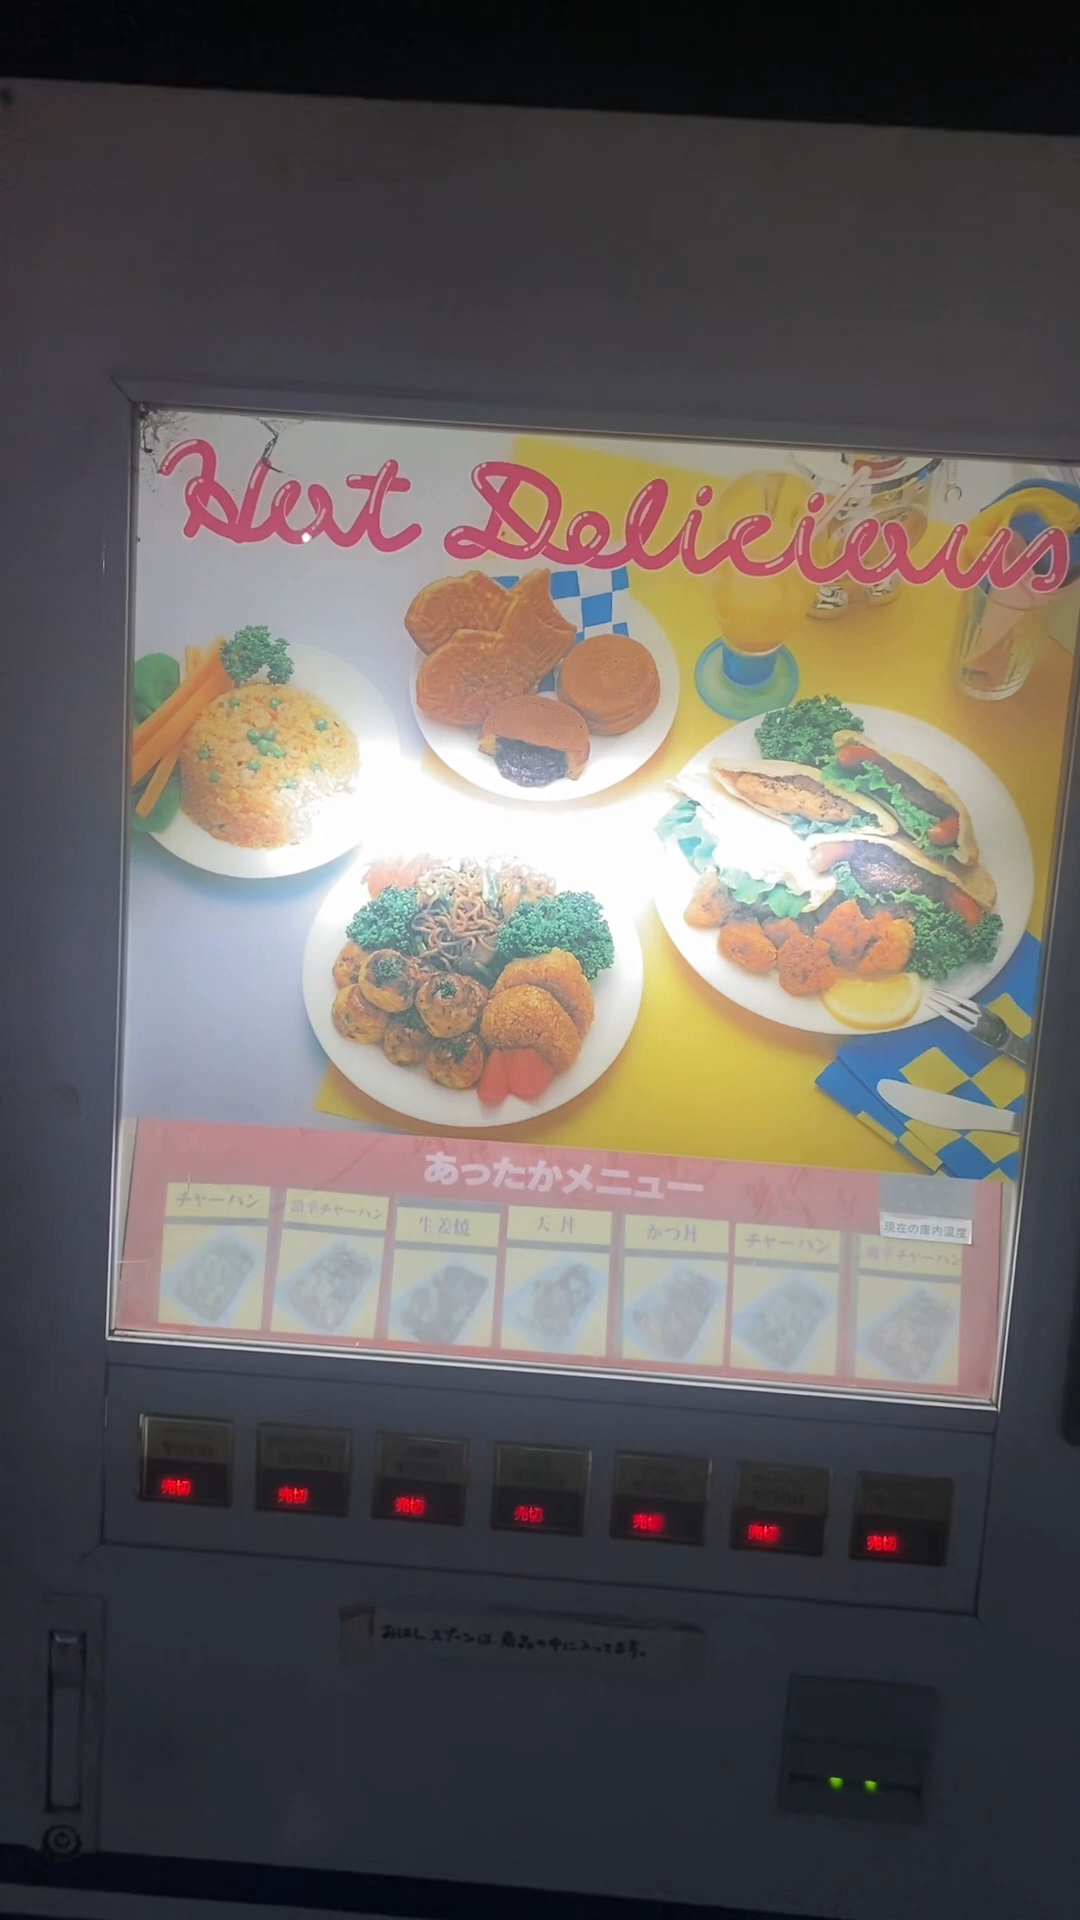 Hot Delicious
あったかメニュー
チャーハン
激辛チャーハン
生姜焼
天丼
かつ丼
チャーハン
激辛チャーハン
現在の庫内温度
売切
売切
売切
売切
売切
売切
売切
おはし スプーンは 商品の中に入ってます。